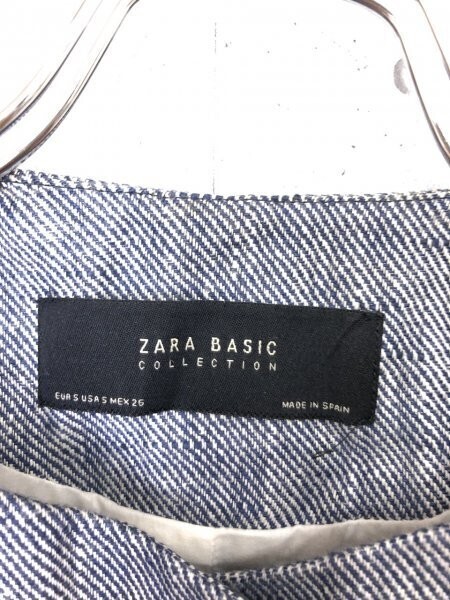 ZARA BASIC
COLLECTION
EUR S USA S MEX 26
MADE IN SPAIN